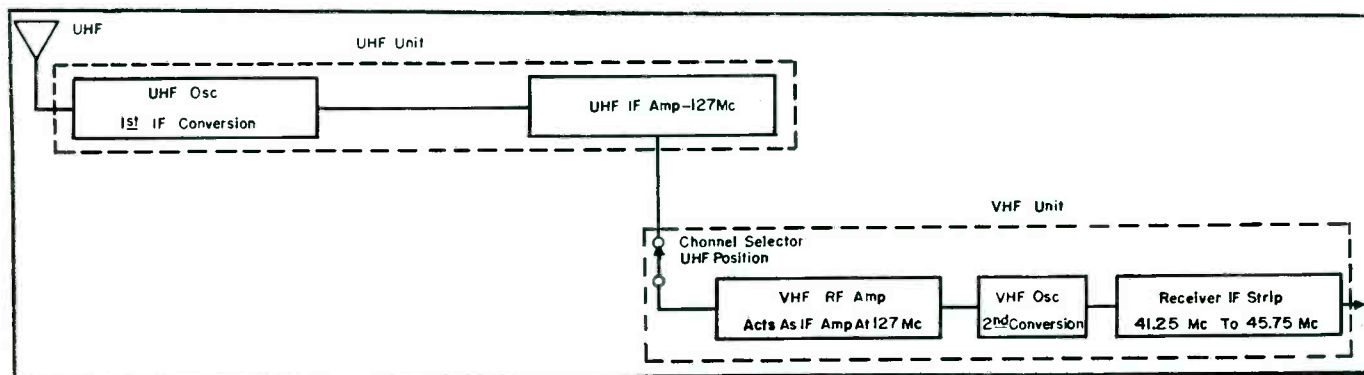 UHF
UHF Unit
UHF Osc
1st IF Conversion
UHF IF Amp-127Mc
VHF Unit
Channel Selector
UHF Position
VHF RF Amp
Acts As IF Amp At 127 Mc
VHF Osc
2nd Conversion
Receiver IF Strip
41.25 Mc To 45.75 Mc